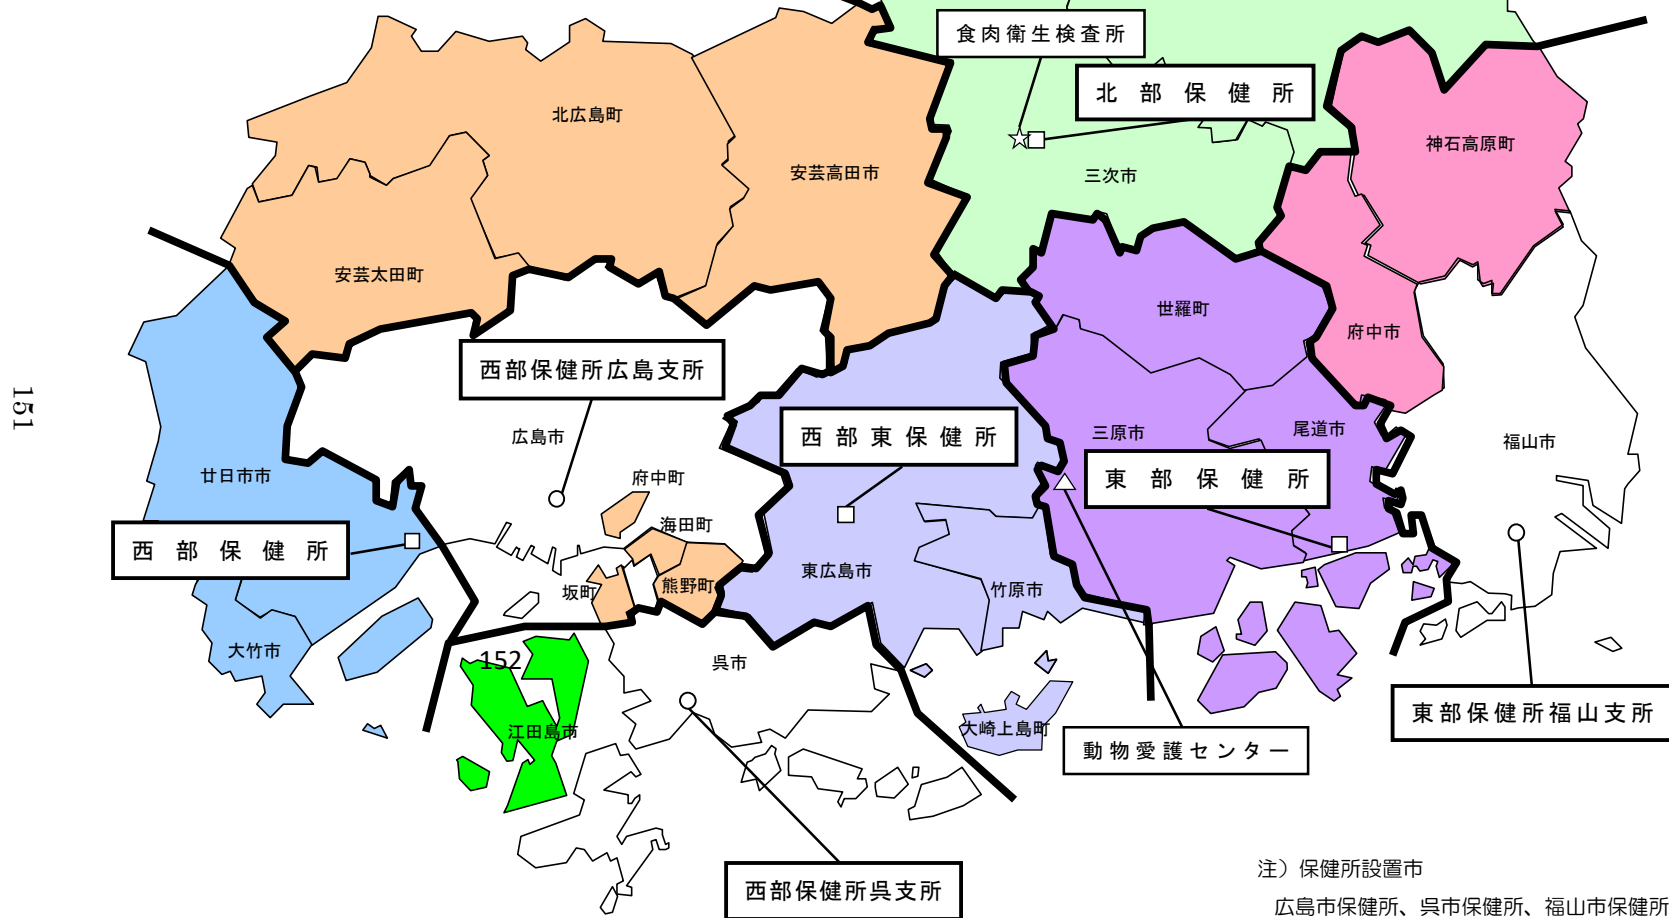 食肉衛生検査所
北部保健所
北広島町
神石高原町
安芸高田市
三次市
安芸太田町
世羅町
府中市
西部保健所広島支所
151
広島市
西部東保健所
三原市
尾道市
福山市
廿日市市
府中町
東部保健所
海田町
西部保健所
東広島市
坂町
熊野町
竹原市
大竹市
152
呉市
江田島市
大崎上島町
動物愛護センター
東部保健所福山支所
西部保健所呉支所
注）保健所設置市
広島市保健所、呉市保健所、福山市保健所